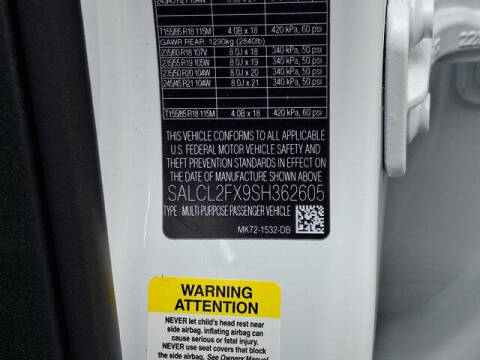 T155/85 R18 115M 4.0B x 18 420 kPa, 60 psi
GAWR REAR: 1290kg (2840lb)
235/60 R18 107V 8.0J x 18 340 kPa, 50 psi
235/55 R19 105W 8.0J x 19 340 kPa, 50 psi
235/50 R20 104W 8.0J x 20 340 kPa, 50 psi
245/45 R21 104W 8.0J x 21 340 kPa, 50 psi
T155/85 R18 115M 4.0B x 18 420 kPa, 60 psi
THIS VEHICLE CONFORMS TO ALL APPLICABLE
U.S. FEDERAL MOTOR VEHICLE SAFETY AND
THEFT PREVENTION STANDARDS IN EFFECT ON
THE DATE OF MANUFACTURE SHOWN ABOVE
SALCL2FX9SH362605
TYPE : MULTI-PURPOSE PASSENGER VEHICLE
MK72-1532-DB
WARNING
ATTENTION
NEVER let child's head rest near
side airbag. inflating airbag can
cause serious or fatal injury.
NEVER use seat covers that block
the side airbag. See Owners Manual